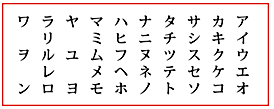 アイウエオ
カキクケコ
サシスセソ
タチツテト
ナニヌネノ
ハヒフヘホ
マミムメモ
ヤユヨ
ラリルレロ
ワヲン